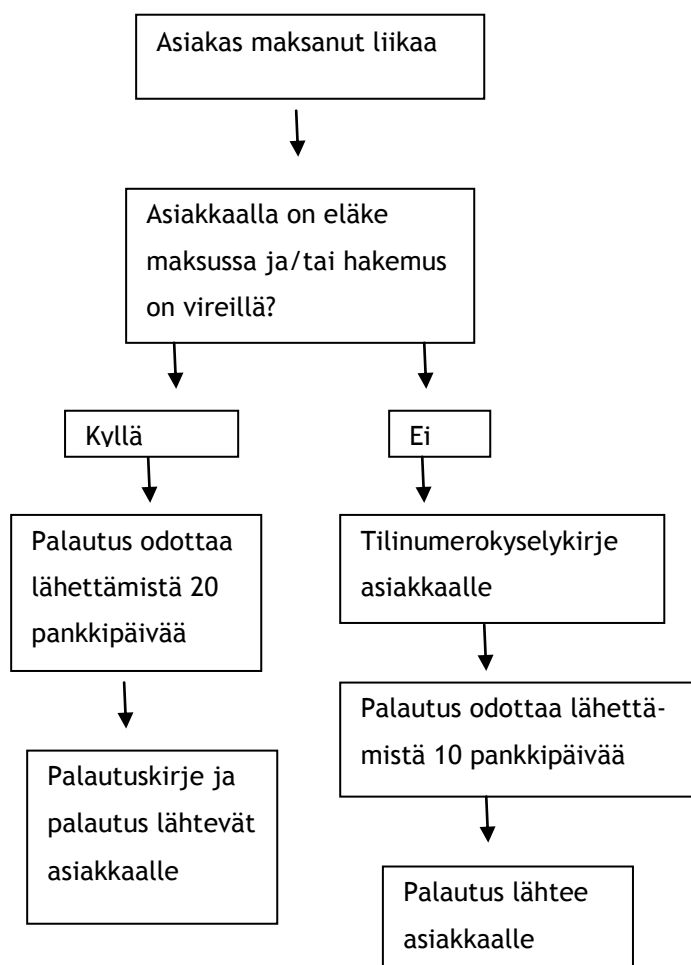 Asiakas maksanut liikaa
Asiakkaalla on eläke
maksussa ja/tai hakemus
on vireillä?
Kyllä
Ei
Palautus odottaa
lähettämistä 20
pankkipäivää
Tilinumerokyselykirje
asiakkaalle
Palautus odottaa lähettä-
mistä 10 pankkipäivää
Palautuskirje ja
palautus lähtevät
asiakkaalle
Palautus lähtee
asiakkaalle